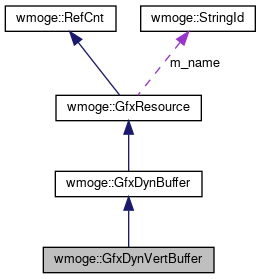 wmoge::RefCnt
wmoge::StringId
m_name
wmoge::GfxResource
wmoge::GfxDynBuffer
wmoge::GfxDynVertBuffer